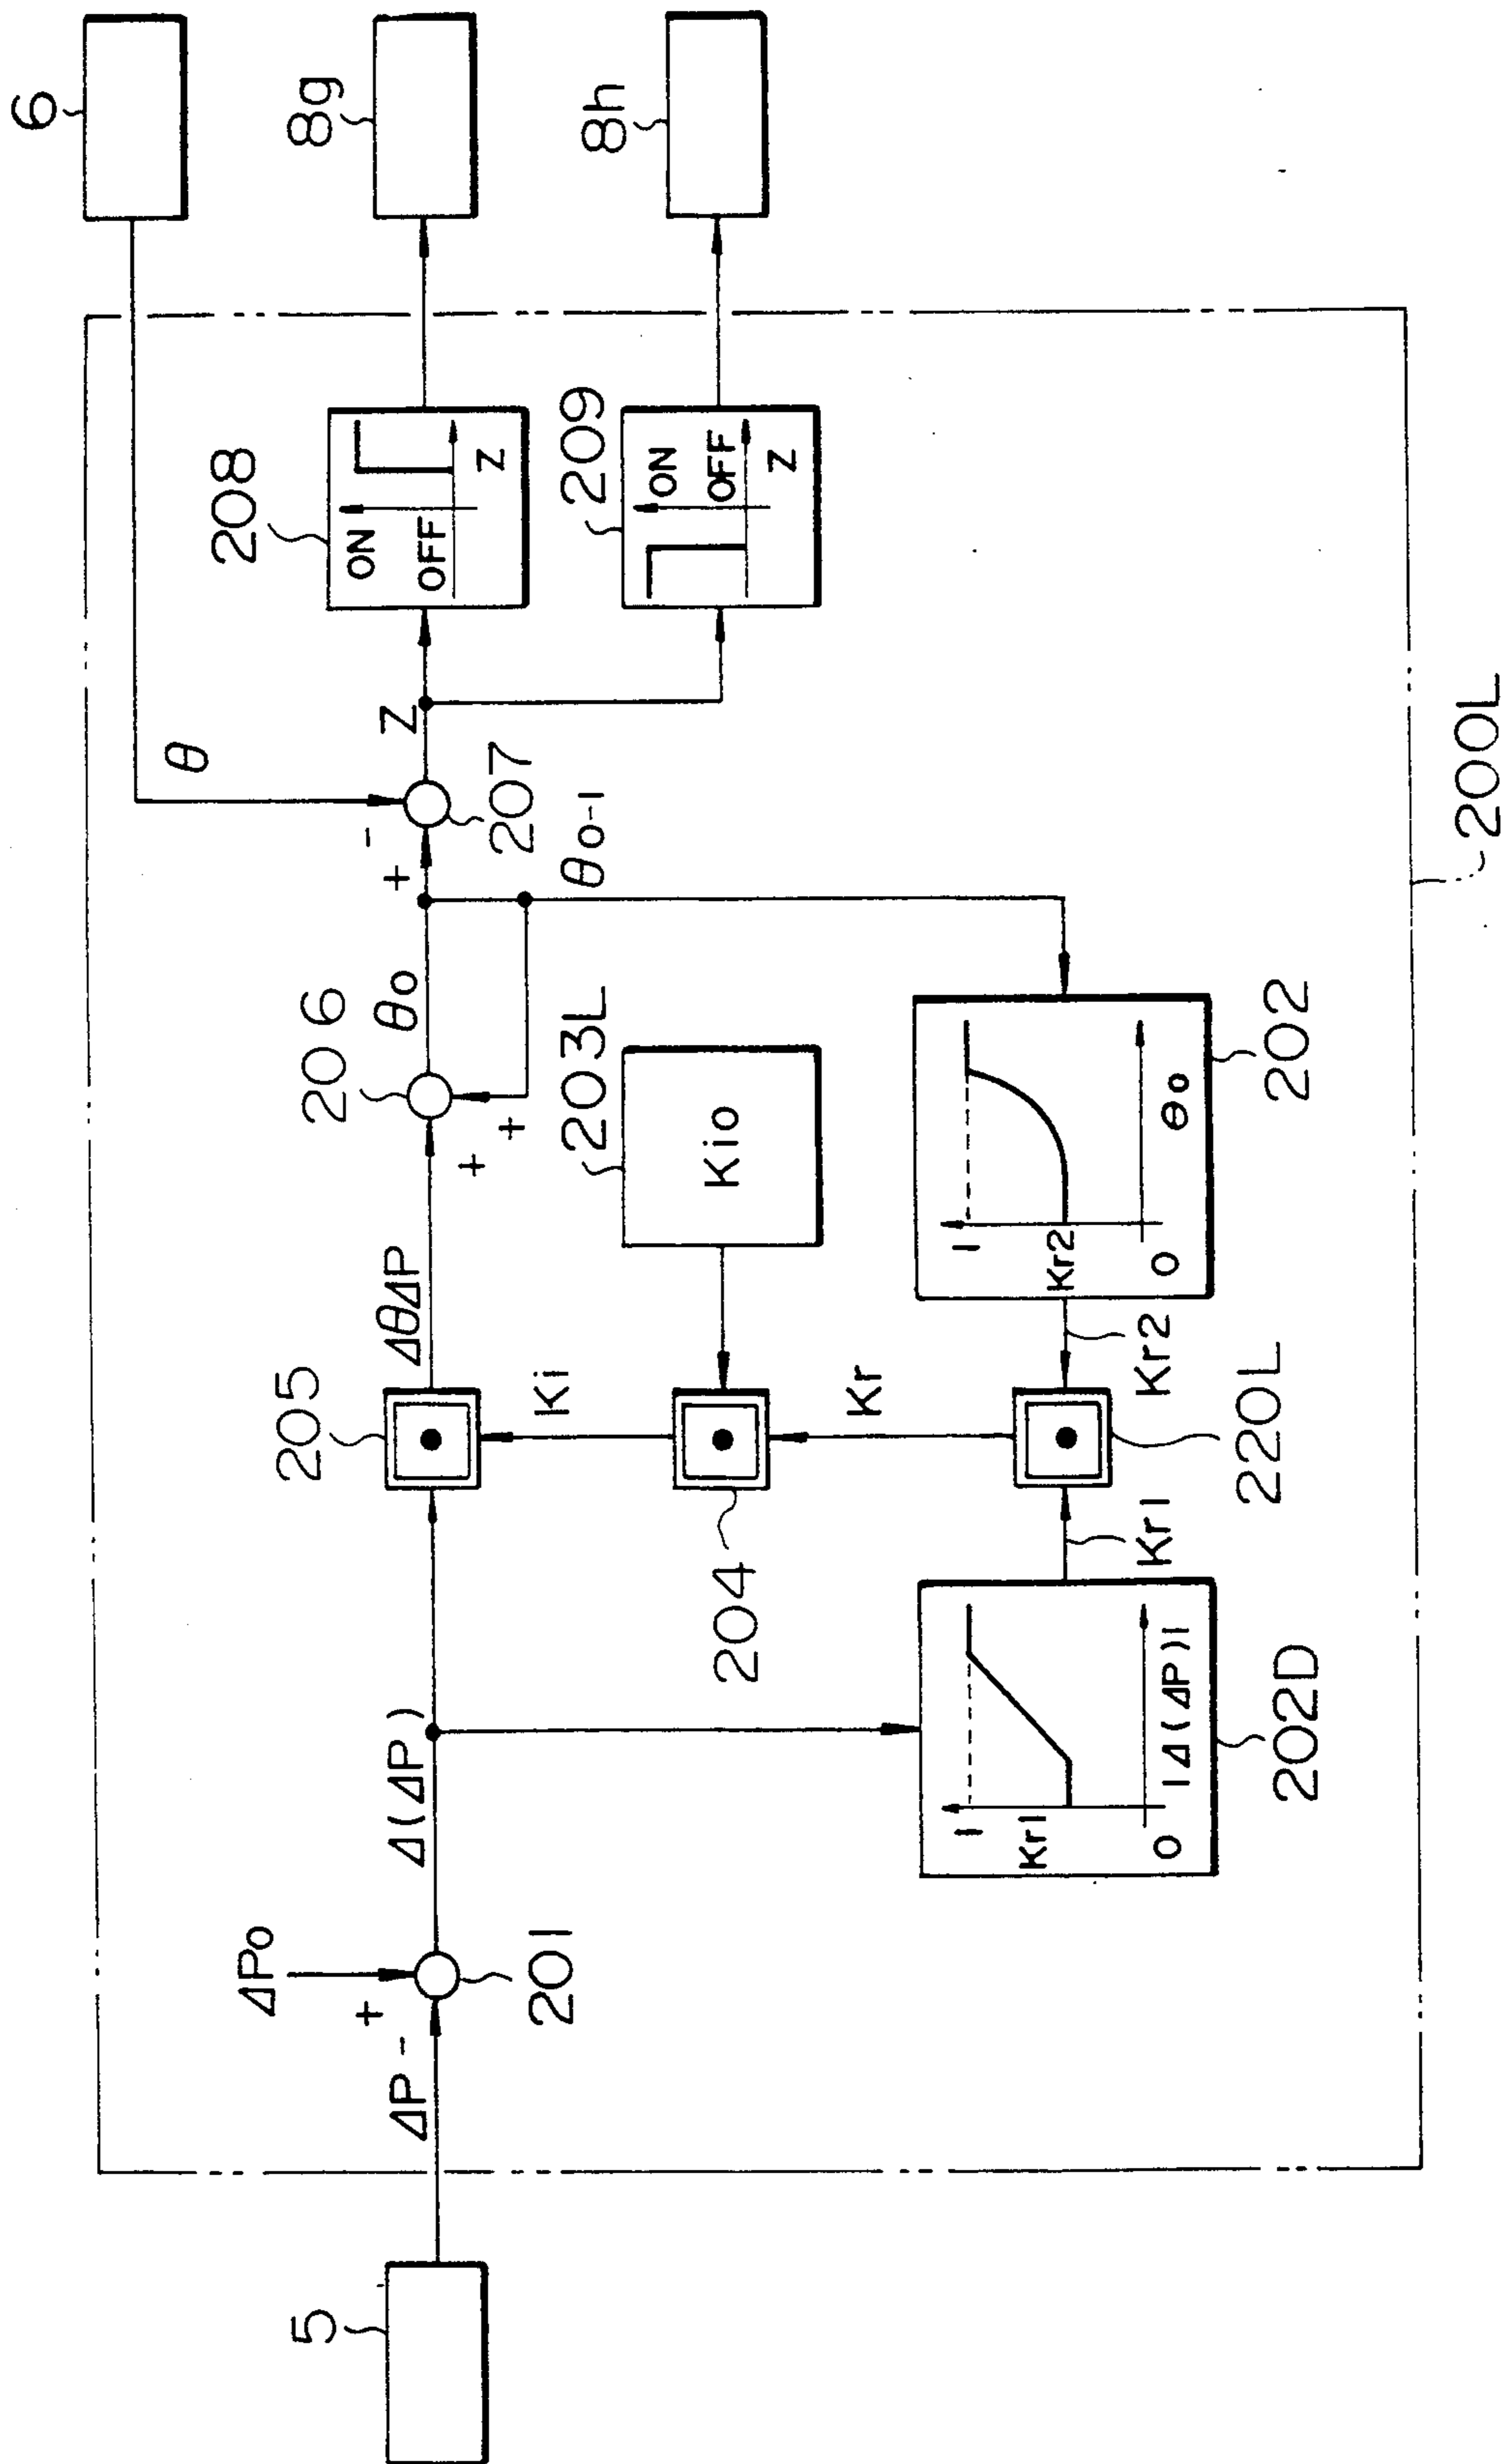 6
8g
8h
208
ON
OFF
Z
209
ON
OFF
Z
θ
Z
-
+
207
θo-1
206
θo
+
+
203L
Kio
202
1
Kr2
0
θo
205
ΔθΔP
Ki
204
Kr
Kr2
220L
Kr1
202D
1
Kr1
0
|Δ(ΔP)|
Δ(ΔP)
ΔPo
+
ΔP
-
201
5
200L